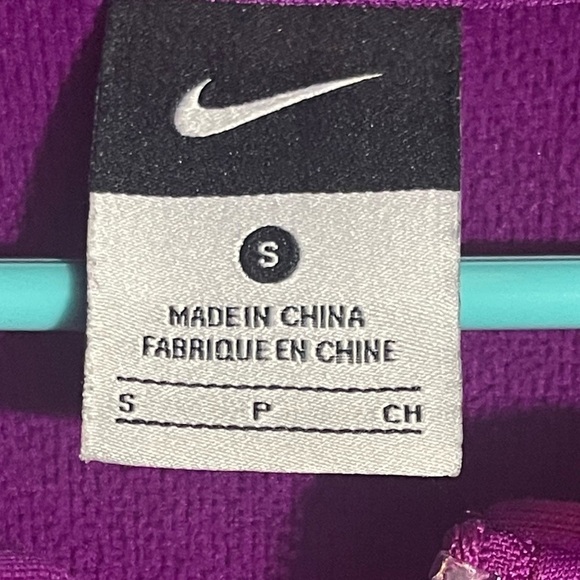 S
MADE IN CHINA
FABRIQUE EN CHINE
S P CH